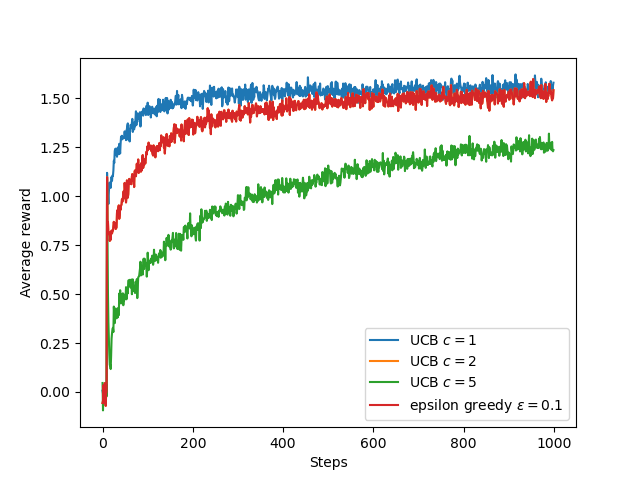 1.50
1.25
1.00
0.75
0.50
0.25
0.00
Average reward
0 200 400 600 800 1000
Steps
UCB c = 1
UCB c = 2
UCB c = 5
epsilon greedy ε = 0.1